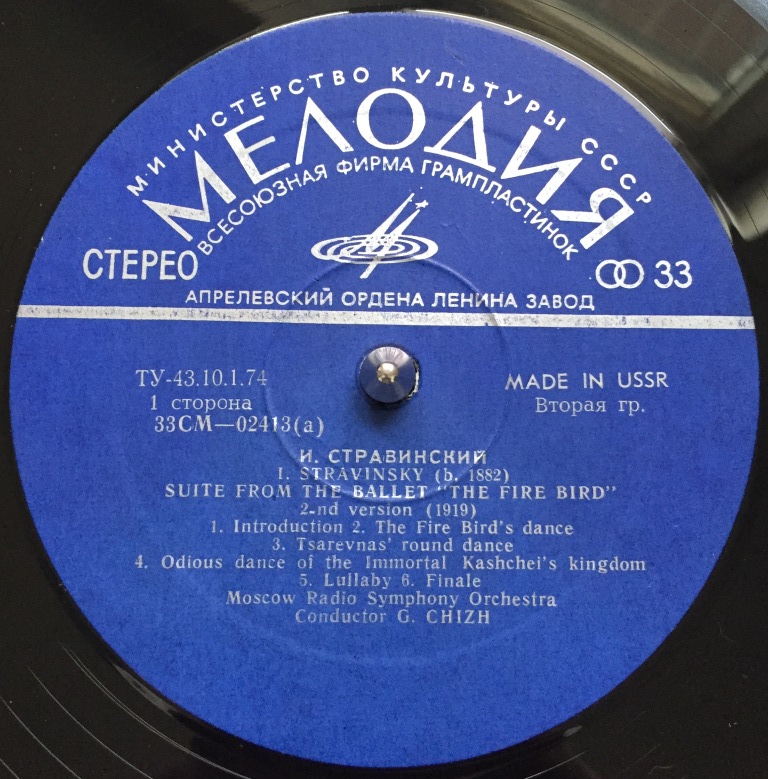 МИНИСТЕРСТВО КУЛЬТУРЫ СССР
МЕЛОДИЯ
ВСЕСОЮЗНАЯ ФИРМА ГРАМПЛАСТИНОК
СТЕРЕО
33
АПРЕЛЕВСКИЙ ОРДЕНА ЛЕНИНА ЗАВОД
ТУ-43.10.1.74
1 сторона
33СМ—02413(а)
MADE IN USSR
Вторая гр.
И. СТРАВИНСКИЙ
I. STRAVINSKY (b. 1882)
SUITE FROM THE BALLET "THE FIRE BIRD"
2-nd version (1919)
1. Introduction 2. The Fire Bird's dance
3. Tsarevnas' round dance
4. Odious dance of the Immortal Kashchei's kingdom
5. Lullaby 6. Finale
Moscow Radio Symphony Orchestra
Conductor G. CHIZH